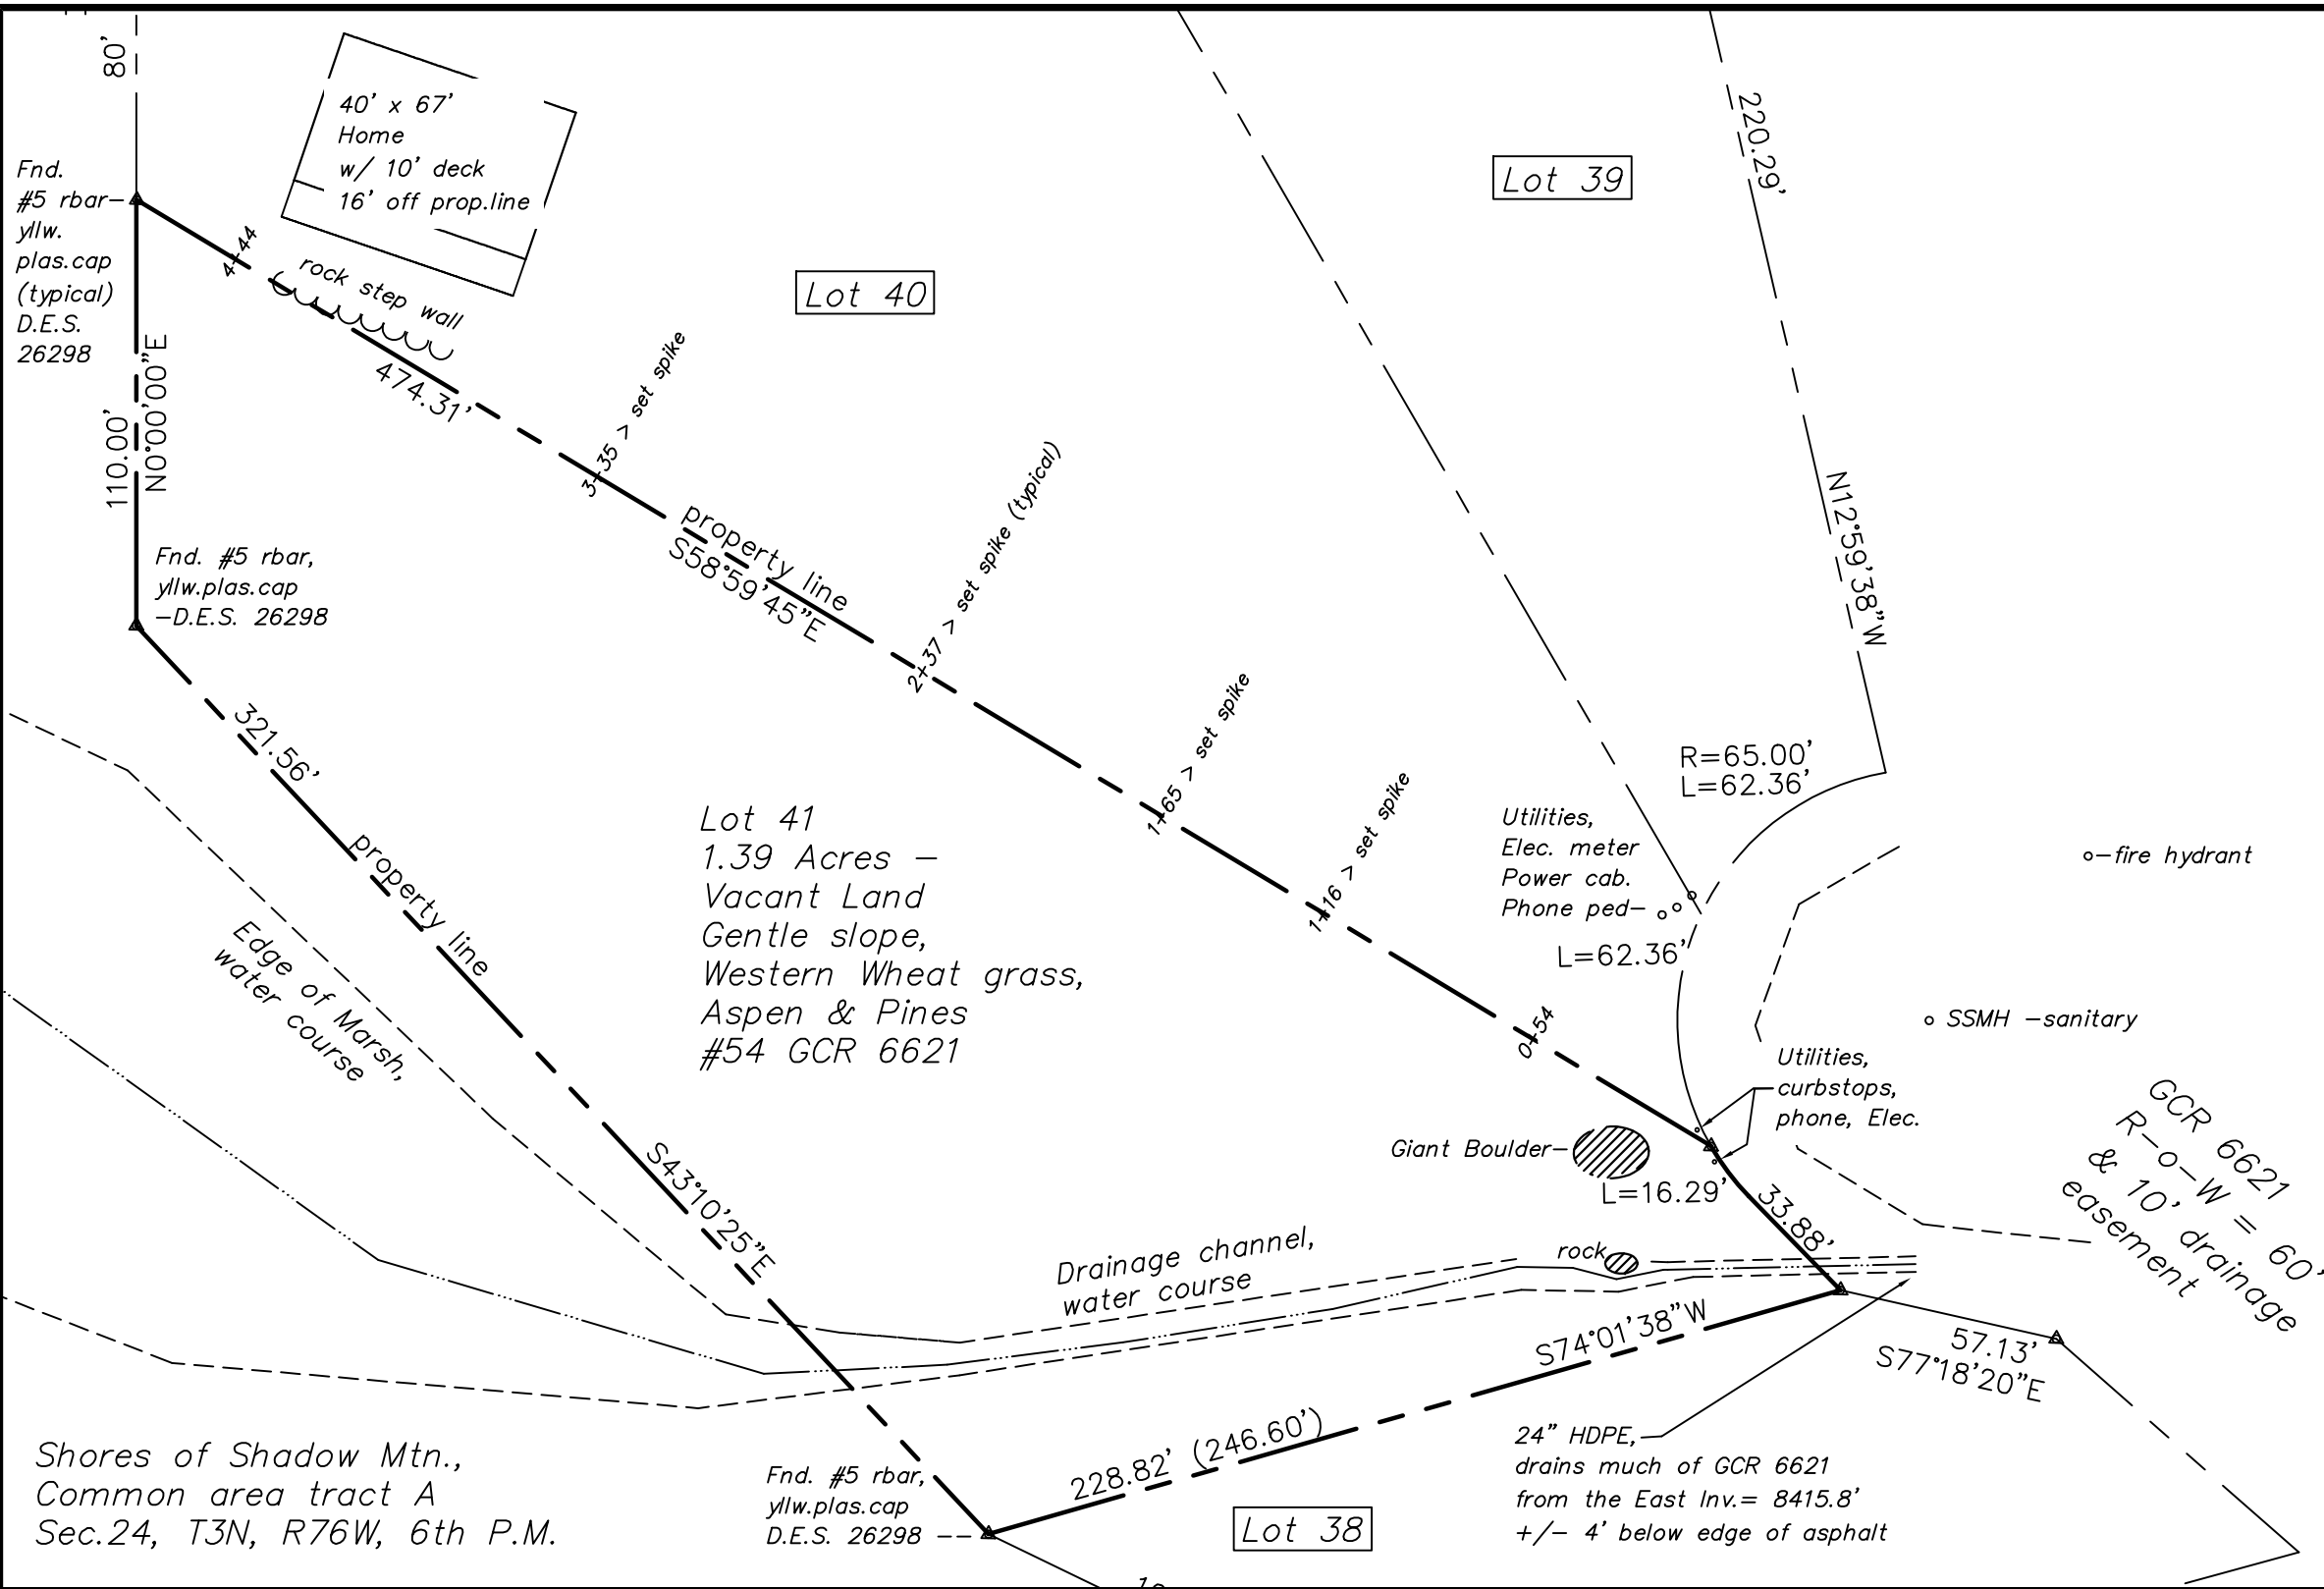 80'
40' x 67'
Home
w/ 10' deck
16' off prop.line
Fnd.
#5 rbar—
yllw.
plas.cap
(typical)
D.E.S.
26298
4+44
rock step wall
474.31'
Lot 40
Lot 39
220.29'
N12°59'38"W
110.00'
N0°00'00"E
3+35 > set spike
property line
S58°59'45"E
2+37 > set spike (typical)
1+65 > set spike
1+16 > set spike
0+54
Fnd. #5 rbar,
yllw.plas.cap
—D.E.S. 26298
321.56'
property line
S43°10'25"E
Edge of Marsh,
water course
Lot 41
1.39 Acres —
Vacant Land
Gentle slope,
Western Wheat grass,
Aspen & Pines
#54 GCR 6621
R=65.00'
L=62.36'
Utilities,
Elec. meter
Power cab.
Phone ped—
L=62.36'
—fire hydrant
SSMH —sanitary
Utilities,
curbstops,
phone, Elec.
Giant Boulder—
L=16.29'
33.88'
GCR 6621
R—o—W = 60'
& 10' drainage
easement
rock
Drainage channel,
water course
S74°01'38"W
228.82' (246.60')
57.13'
S77°18'20"E
24" HDPE,
drains much of GCR 6621
from the East Inv.= 8415.8'
+/— 4' below edge of asphalt
Fnd. #5 rbar,
yllw.plas.cap
D.E.S. 26298 ——
Lot 38
Shores of Shadow Mtn.,
Common area tract A
Sec.24, T3N, R76W, 6th P.M.